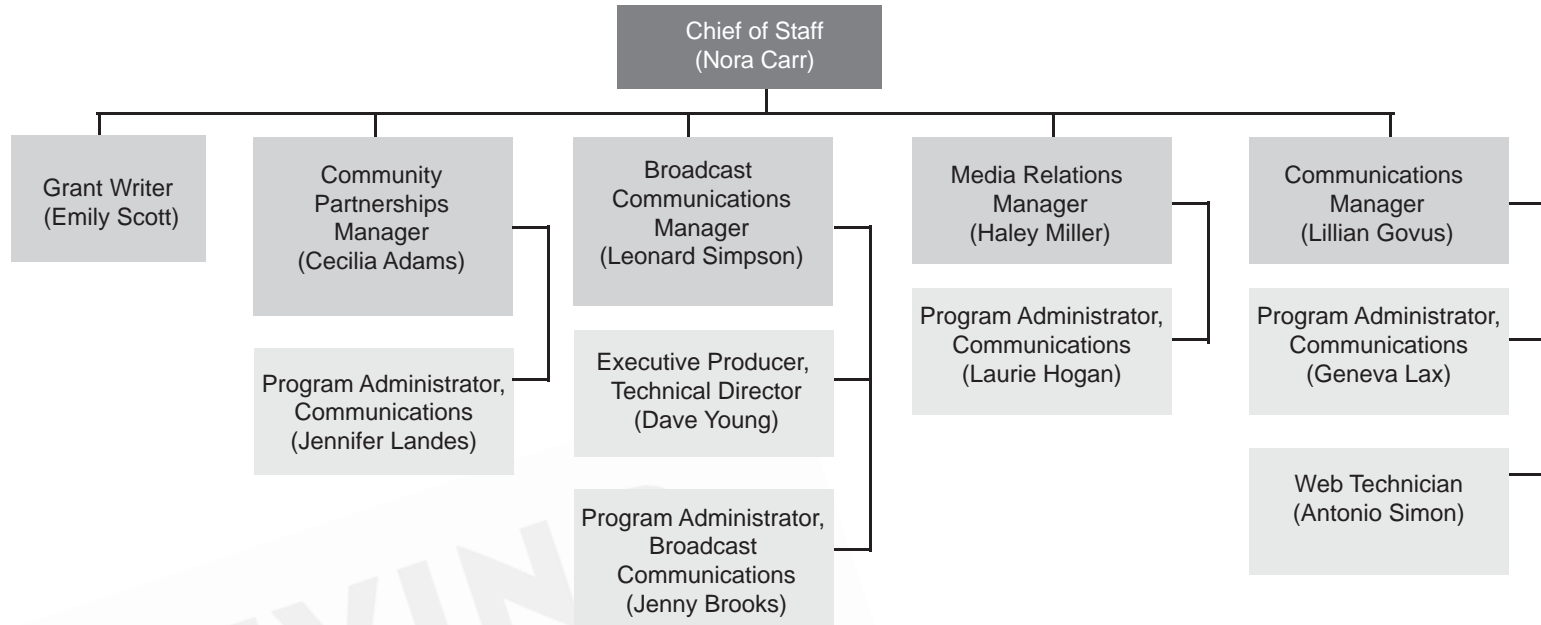 Chief of Staff
(Nora Carr)
Grant Writer
(Emily Scott)
Community
Partnerships
Manager
(Cecilia Adams)
Program Administrator,
Communications
(Jennifer Landes)
Broadcast
Communications
Manager
(Leonard Simpson)
Executive Producer,
Technical Director
(Dave Young)
Program Administrator,
Broadcast
Communications
(Jenny Brooks)
Media Relations
Manager
(Haley Miller)
Program Administrator,
Communications
(Laurie Hogan)
Communications
Manager
(Lillian Govus)
Program Administrator,
Communications
(Geneva Lax)
Web Technician
(Antonio Simon)